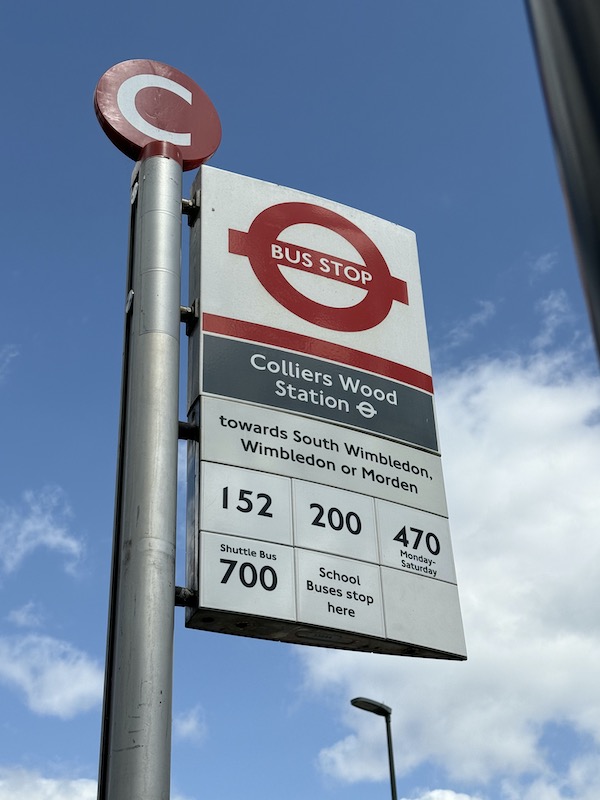 C
BUS STOP
Colliers Wood
Station
towards South Wimbledon,
Wimbledon or Morden
152
200
470
Monday-
Saturday
Shuttle Bus
700
School
Buses stop
here